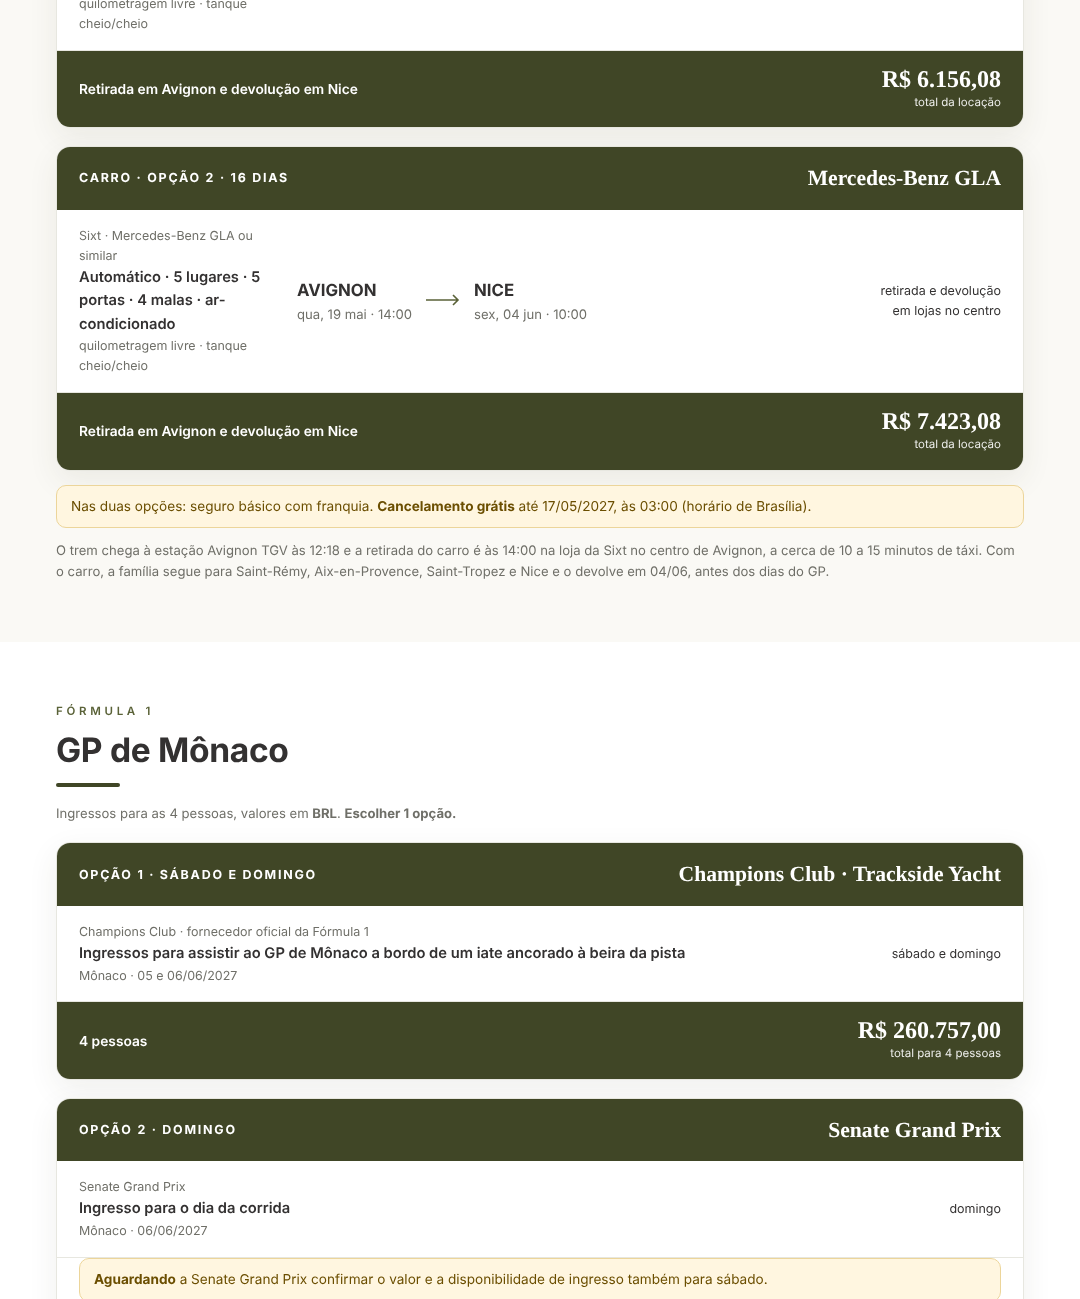 quilometragem livre · tanque
cheio/cheio
Retirada em Avignon e devolução em Nice
R$ 6.156,08
total da locação
CARRO · OPÇÃO 2 · 16 DIAS
Mercedes-Benz GLA
Sixt · Mercedes-Benz GLA ou
similar
Automático · 5 lugares · 5
portas · 4 malas · ar-
condicionado
quilometragem livre · tanque
cheio/cheio
AVIGNON
qua, 19 mai · 14:00
NICE
sex, 04 jun · 10:00
retirada e devolução
em lojas no centro
Retirada em Avignon e devolução em Nice
R$ 7.423,08
total da locação
Nas duas opções: seguro básico com franquia. Cancelamento grátis até 17/05/2027, às 03:00 (horário de Brasília).
O trem chega à estação Avignon TGV às 12:18 e a retirada do carro é às 14:00 na loja da Sixt no centro de Avignon, a cerca de 10 a 15 minutos de táxi. Com
o carro, a família segue para Saint-Rémy, Aix-en-Provence, Saint-Tropez e Nice e o devolve em 04/06, antes dos dias do GP.
FÓRMULA 1
GP de Mônaco
Ingressos para as 4 pessoas, valores em BRL. Escolher 1 opção.
OPÇÃO 1 · SÁBADO E DOMINGO
Champions Club · Trackside Yacht
Champions Club · fornecedor oficial da Fórmula 1
Ingressos para assistir ao GP de Mônaco a bordo de um iate ancorado à beira da pista
Mônaco · 05 e 06/06/2027
sábado e domingo
4 pessoas
R$ 260.757,00
total para 4 pessoas
OPÇÃO 2 · DOMINGO
Senate Grand Prix
Senate Grand Prix
Ingresso para o dia da corrida
Mônaco · 06/06/2027
domingo
Aguardando a Senate Grand Prix confirmar o valor e a disponibilidade de ingresso também para sábado.